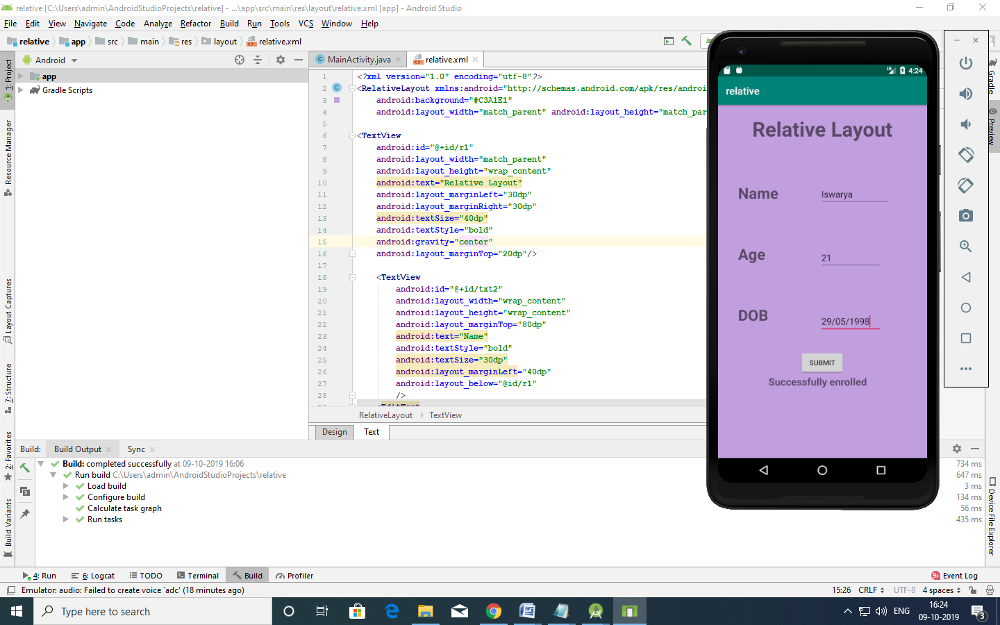 relative [C:\Users\admin\AndroidStudioProjects\relative] - ...\app\src\main\res\layout\relative.xml [app] - Android Studio
File Edit View Navigate Code Analyze Refactor Build Run Tools VCS Window Help
relative app src main res layout relative.xml
Android
MainActivity.java relative.xml
app
Gradle Scripts
1: Project
Resource Manager
Layout Captures
7: Structure
2: Favorites
Build Variants
1 <?xml version="1.0" encoding="utf-8"?>
2 <RelativeLayout xmlns:android="http://schemas.android.com/apk/res/androi
3 android:background="#C3A1E1"
4 android:layout_width="match_parent" android:layout_height="match_par
5
6 <TextView
7 android:id="@+id/r1"
8 android:layout_width="match_parent"
9 android:layout_height="wrap_content"
10 android:text="Relative Layout"
11 android:layout_marginLeft="30dp"
12 android:layout_marginRight="30dp"
13 android:textSize="40dp"
14 android:textStyle="bold"
15 android:gravity="center"
16 android:layout_marginTop="20dp"/>
17
18 <TextView
19 android:id="@+id/txt2"
20 android:layout_width="wrap_content"
21 android:layout_height="wrap_content"
22 android:layout_marginTop="80dp"
23 android:text="Name"
24 android:textStyle="bold"
25 android:textSize="30dp"
26 android:layout_marginLeft="40dp"
27 android:layout_below="@id/r1"
28 />
<EditText
RelativeLayout › TextView
Design Text
LTE 4:24
relative
Relative Layout
Name Iswarya
Age 21
DOB 29/05/1998
SUBMIT
Successfully enrolled
Gradle
Preview
Device File Explorer
Build: Build Output Sync
Build: completed successfully at 09-10-2019 16:06 734 ms
Run build C:\Users\admin\AndroidStudioProjects\relative 647 ms
Load build 3 ms
Configure build 134 ms
Calculate task graph 56 ms
Run tasks 435 ms
4: Run 6: Logcat TODO Terminal Build Profiler 9+ Event Log
Emulator: audio: Failed to create voice `adc' (18 minutes ago) 15:26 CRLF UTF-8 4 spaces
Type here to search
ENG 16:24
09-10-2019 3